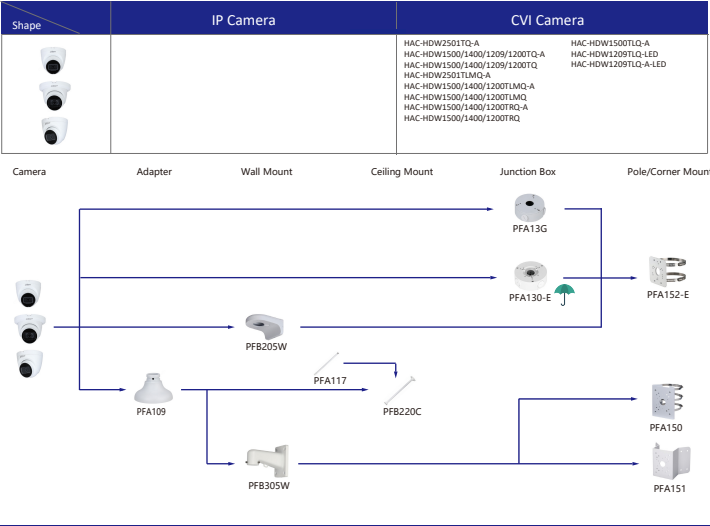 Shape
IP Camera
CVI Camera
HAC-HDW2501TQ-A
HAC-HDW1500/1400/1209/1200TQ-A
HAC-HDW1500/1400/1209/1200TQ
HAC-HDW2501TLMQ-A
HAC-HDW1500/1400/1200TLMQ-A
HAC-HDW1500/1400/1200TLMQ
HAC-HDW1500/1400/1200TRQ-A
HAC-HDW1500/1400/1200TRQ
HAC-HDW1500TLQ-A
HAC-HDW1209TLQ-LED
HAC-HDW1209TLQ-A-LED
Camera
Adapter
Wall Mount
Ceiling Mount
Junction Box
Pole/Corner Mount
PFA13G
PFA130-E
PFA152-E
PFB205W
PFA117
PFA109
PFB220C
PFA150
PFB305W
PFA151